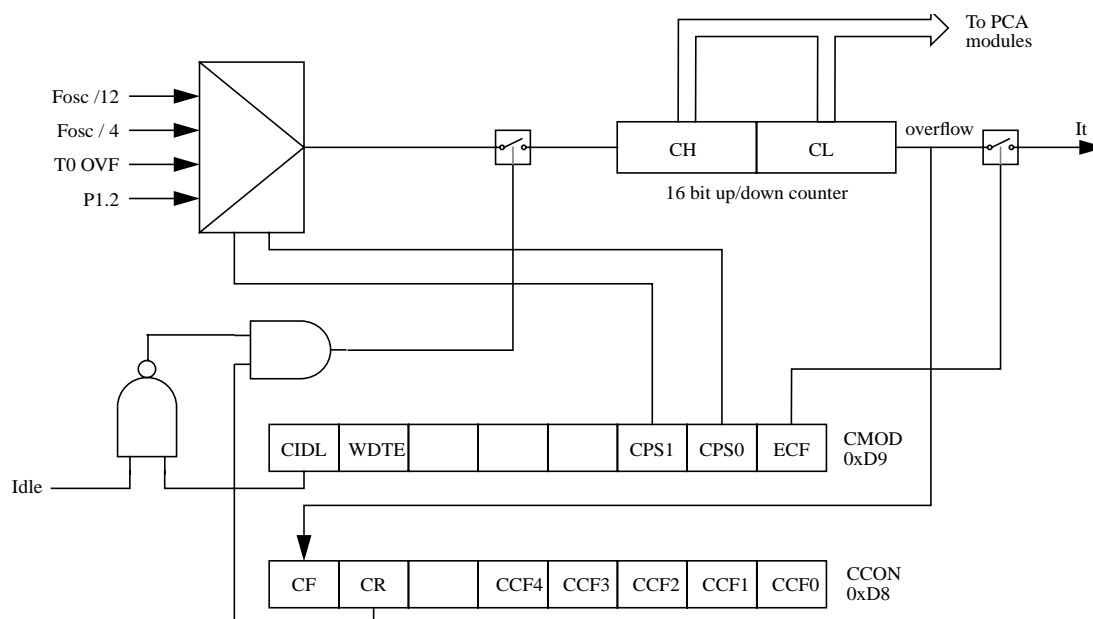 To PCA
modules
Fosc /12
Fosc / 4
T0 OVF
P1.2
CH
CL
overflow
It
16 bit up/down counter
CIDL
WDTE
CPS1
CPS0
ECF
CMOD
0xD9
Idle
CF
CR
CCF4
CCF3
CCF2
CCF1
CCF0
CCON
0xD8